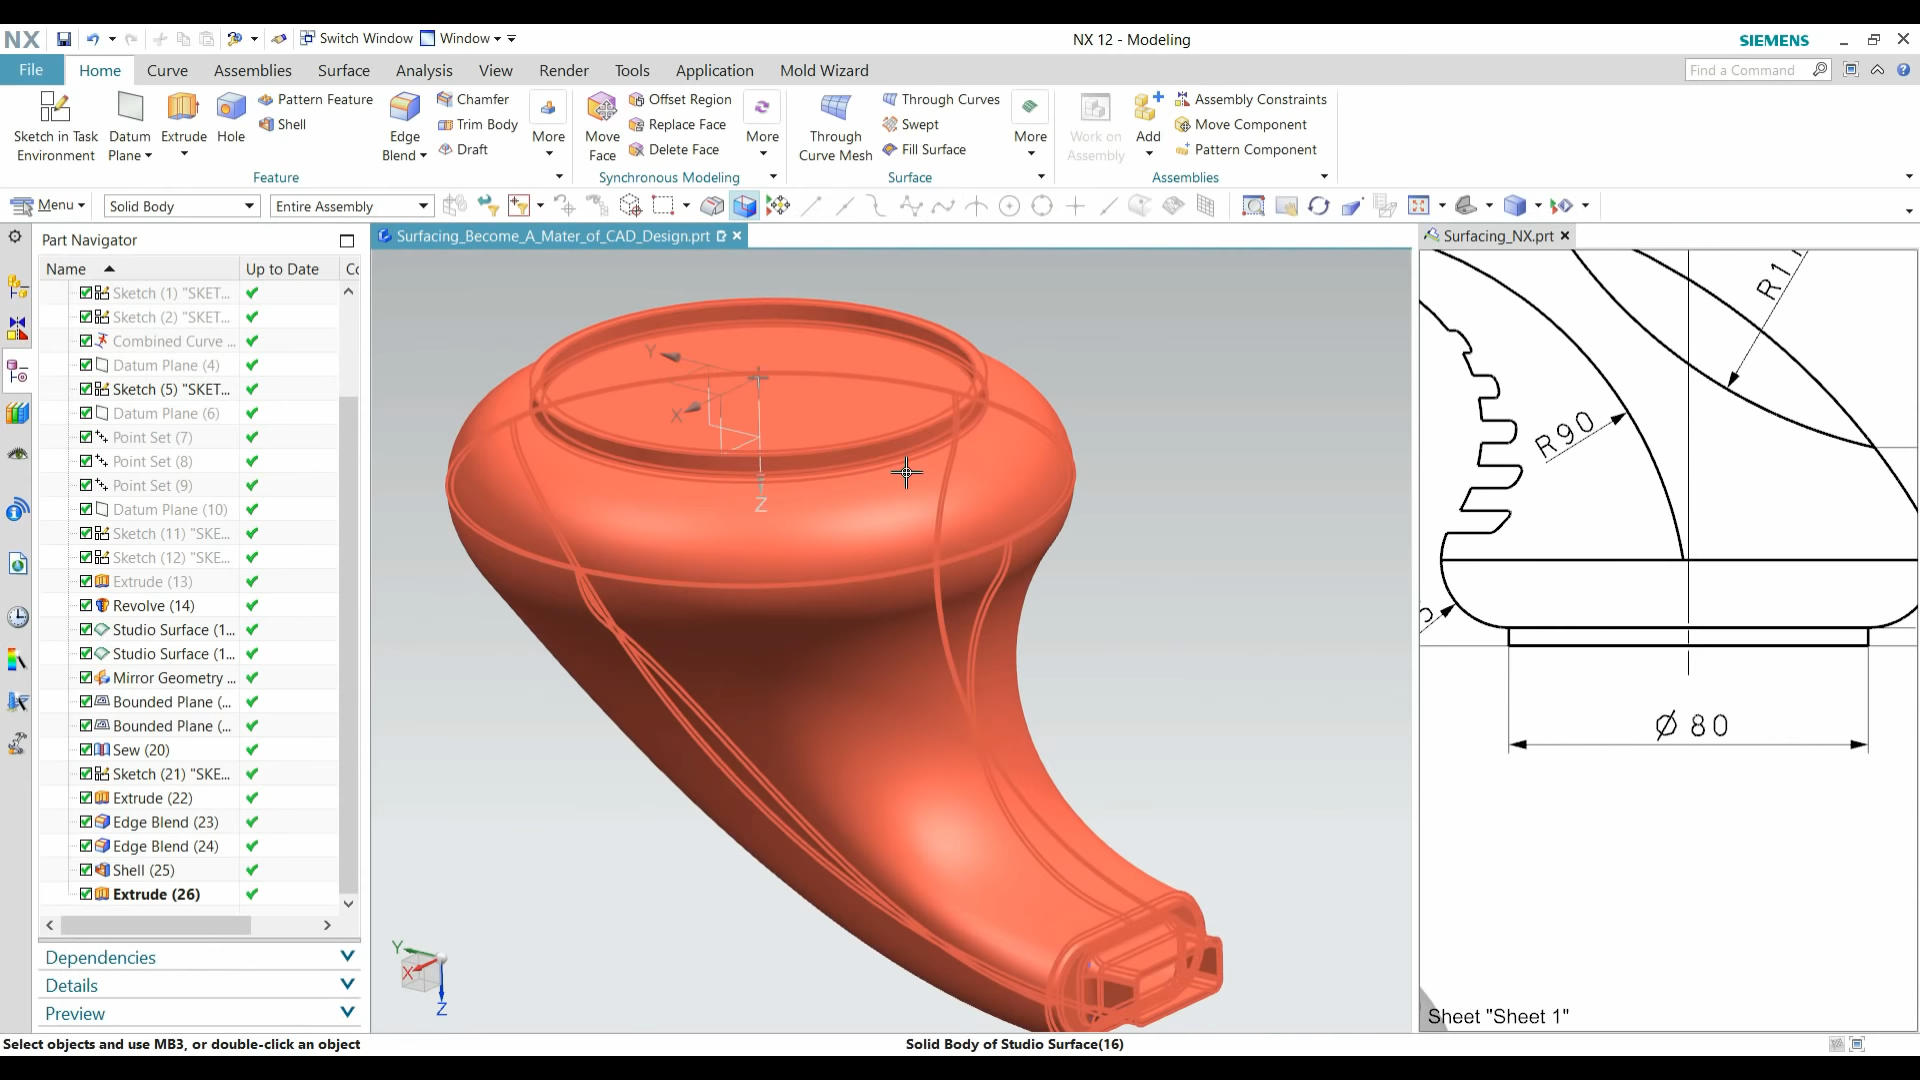 NX
Switch Window
Window
NX 12 - Modeling
SIEMENS
File
Home
Curve
Assemblies
Surface
Analysis
View
Render
Tools
Application
Mold Wizard
Find a Command
Sketch in Task
Environment
Datum
Plane
Extrude
Hole
Pattern Feature
Shell
Edge
Blend
Chamfer
Trim Body
Draft
More
Feature
Move
Face
Offset Region
Replace Face
Delete Face
More
Synchronous Modeling
Through
Curve Mesh
Through Curves
Swept
Fill Surface
More
Surface
Work on
Assembly
Add
Assembly Constraints
Move Component
Pattern Component
Assemblies
Menu
Solid Body
Entire Assembly
Part Navigator
Surfacing_Become_A_Mater_of_CAD_Design.prt
Surfacing_NX.prt
Name
Up to Date
Co
Sketch (1) "SKET...
Sketch (2) "SKET...
Combined Curve ...
Datum Plane (4)
Sketch (5) "SKET...
Datum Plane (6)
Point Set (7)
Point Set (8)
Point Set (9)
Datum Plane (10)
Sketch (11) "SKE...
Sketch (12) "SKE...
Extrude (13)
Revolve (14)
Studio Surface (1...
Studio Surface (1...
Mirror Geometry ...
Bounded Plane (...
Bounded Plane (...
Sew (20)
Sketch (21) "SKE...
Extrude (22)
Edge Blend (23)
Edge Blend (24)
Shell (25)
Extrude (26)
Dependencies
Details
Preview
Y
X
Z
Y
X
Z
R90
Ø 80
Sheet "Sheet 1"
Select objects and use MB3, or double-click an object
Solid Body of Studio Surface(16)